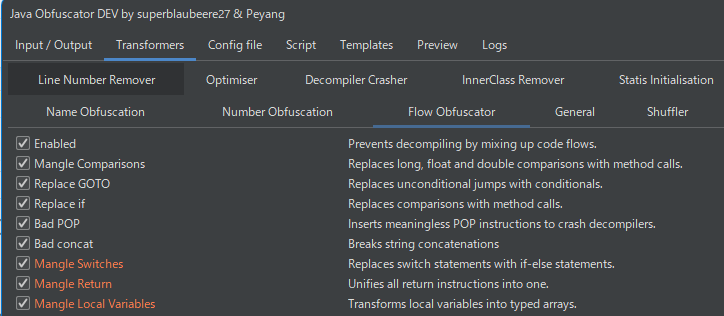 Java Obfuscator DEV by superblaubeere27 & Peyang
Input / Output Transformers Config file Script Templates Preview Logs
Line Number Remover Optimiser Decompiler Crasher InnerClass Remover Statis Initialisation
Name Obfuscation Number Obfuscation Flow Obfuscator General Shuffler
Enabled Prevents decompiling by mixing up code flows.
Mangle Comparisons Replaces long, float and double comparisons with method calls.
Replace GOTO Replaces unconditional jumps with conditionals.
Replace if Replaces comparisons with method calls.
Bad POP Inserts meaningless POP instructions to crash decompilers.
Bad concat Breaks string concatenations
Mangle Switches Replaces switch statements with if-else statements.
Mangle Return Unifies all return instructions into one.
Mangle Local Variables Transforms local variables into typed arrays.